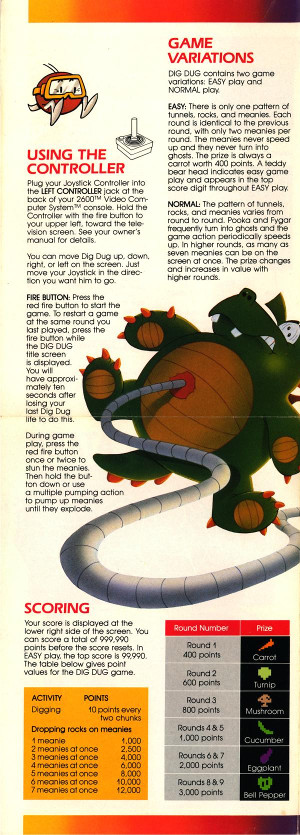 USING THE
CONTROLLER
Plug your Joystick Controller into
the LEFT CONTROLLER jack at the
back of your 2600™ Video Com-
puter System™ console. Hold the
Controller with the fire button to
your upper left, toward the tele-
vision screen. See your owner's
manual for details.
You can move Dig Dug up, down,
right, or left on the screen. Just
move your joystick in the direc-
tion you want him to go.
FIRE BUTTON: Press the
red fire button to start the
game. To restart a game
at the same round you
last played, press the
fire button while
the DIG DUG
title screen
is displayed.
You will
have approxi-
mately ten
seconds after
losing your
last Dig Dug
life to do this.
During game
play, press the
red fire button
once or twice to
stun the meanies.
Then hold the but-
ton down or use
a multiple pumping action
to pump up meanies
until they explode.
GAME
VARIATIONS
DIG DUG contains two game
variations: EASY play and
NORMAL play.
EASY: There is only one pattern of
tunnels, rocks, and meanies. Each
round is identical to the previous
round, with only two meanies per
round. The meanies never speed
up and they never turn into
ghosts. The prize is always a
carrot worth 400 points. A teddy
bear head indicates easy game
play and appears in the top
score digit throughout EASY play.
NORMAL: The pattern of tunnels,
rocks, and meanies varies from
round to round. Pooka and Fygar
frequently turn into ghosts and the
game action periodically speeds
up. In higher rounds, as many as
seven meanies can be on the
screen at once. The prize changes
and increases in value with
higher rounds.
SCORING
Your score is displayed at the
lower right side of the screen. You
can score a total of 999,990
points before the score resets. In
EASY play, the top score is 99,990.
The table below gives point
values for the DIG DUG game.
ACTIVITY POINTS
Digging 10 points every
two chunks
Dropping rocks on meanies
1 meanie 1,000
2 meanies at once 2,500
3 meanies at once 4,000
4 meanies at once 6,000
5 meanies at once 8,000
6 meanies at once 10,000
7 meanies at once 12,000
Round Number Prize
Round 1
400 points Carrot
Round 2
600 points Turnip
Round 3
800 points Mushroom
Rounds 4 & 5
1,000 points Cucumber
Rounds 6 & 7
2,000 points Eggplant
Rounds 8 & 9
3,000 points Bell Pepper